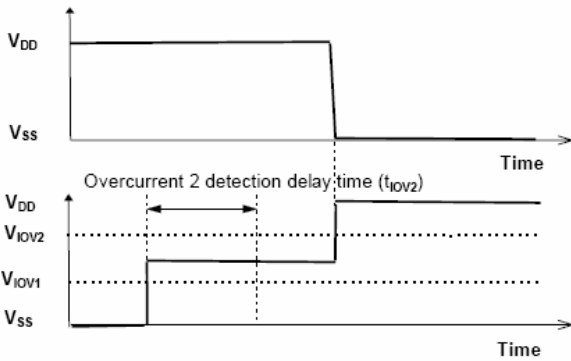 VDD
VSS
Time
Overcurrent 2 detection delay time (tIOV2)
VDD
VIOV2
VIOV1
VSS
Time